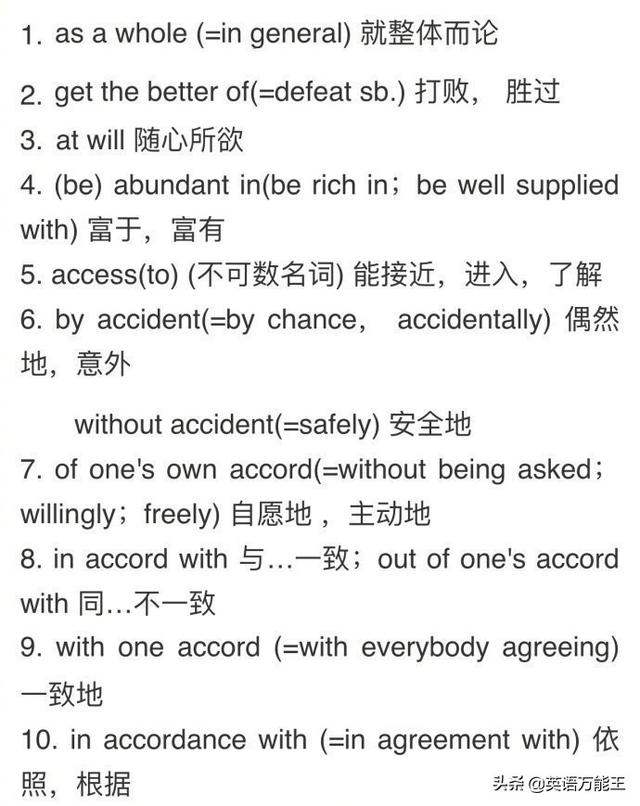 1. as a whole (=in general) 就整体而论
2. get the better of(=defeat sb.) 打败， 胜过
3. at will 随心所欲
4. (be) abundant in(be rich in；be well supplied
with) 富于，富有
5. access(to) (不可数名词) 能接近，进入，了解
6. by accident(=by chance， accidentally) 偶然
地，意外
without accident(=safely) 安全地
7. of one's own accord(=without being asked；
willingly；freely) 自愿地 ，主动地
8. in accord with 与…一致；out of one's accord
with 同…不一致
9. with one accord (=with everybody agreeing)
一致地
10. in accordance with (=in agreement with) 依
照，根据
头条 @英语万能王